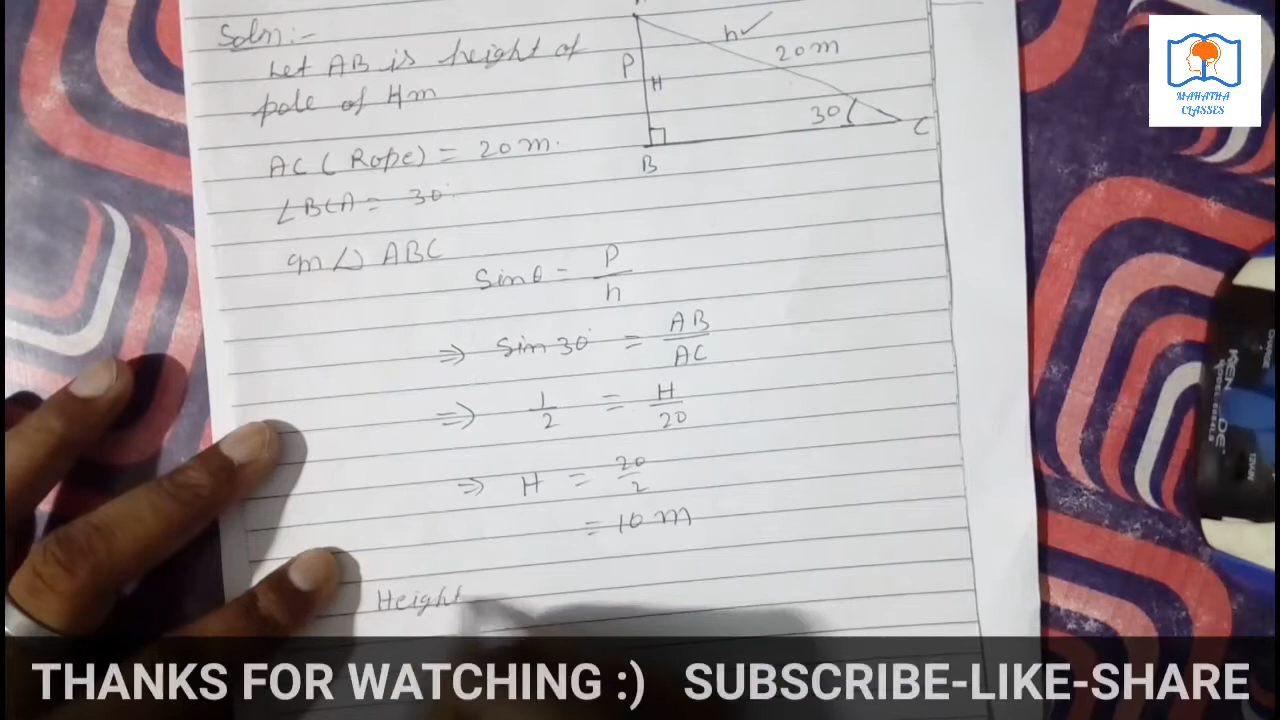 Soln:-
Let AB is height of
pole of Hm
AC (Rope) = 20m.
∠BCA = 30°
In △ ABC
Sinθ = P/h
⇒ Sin 30° = AB/AC
⇒ 1/2 = H/20
⇒ H = 20/2
= 10 m
Height
h✓
20m
P
H
30
B
C
MAHATHA
CLASSES
THANKS FOR WATCHING :) SUBSCRIBE-LIKE-SHARE